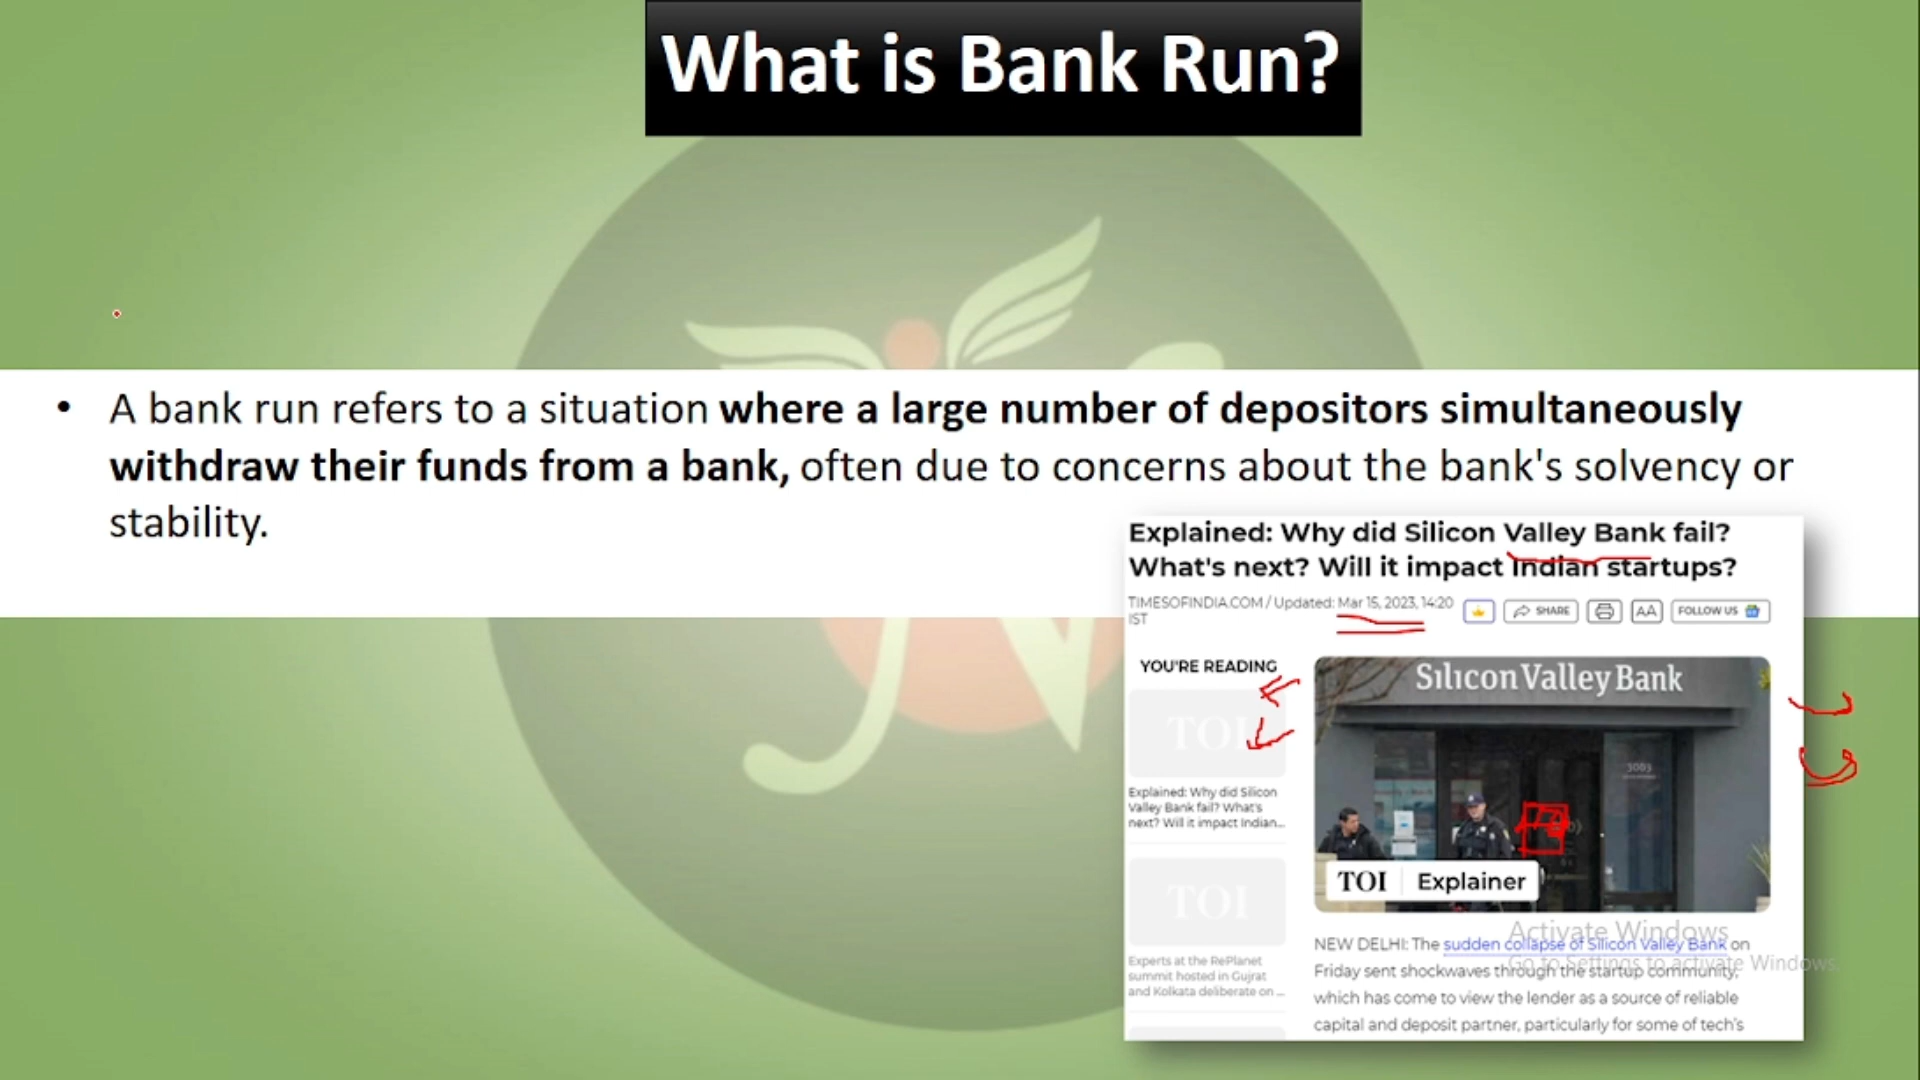 What is Bank Run?
• A bank run refers to a situation where a large number of depositors simultaneously
withdraw their funds from a bank, often due to concerns about the bank's solvency or
stability.
Explained: Why did Silicon Valley Bank fail?
What's next? Will it impact Indian startups?
TIMESOFINDIA.COM / Updated: Mar 15, 2023, 14:20
IST
SHARE
AA
FOLLOW US
YOU'RE READING
TOI
Explained: Why did Silicon
Valley Bank fail? What's
next? Will it impact Indian...
TOI
Experts at the RePlanet
summit hosted in Gujrat
and Kolkata deliberate on ...
Silicon Valley Bank
3003
TOI Explainer
NEW DELHI: The sudden collapse of Silicon Valley Bank on
Friday sent shockwaves through the startup community,
which has come to view the lender as a source of reliable
capital and deposit partner, particularly for some of tech's
Activate Windows
Go to Settings to activate Windows.